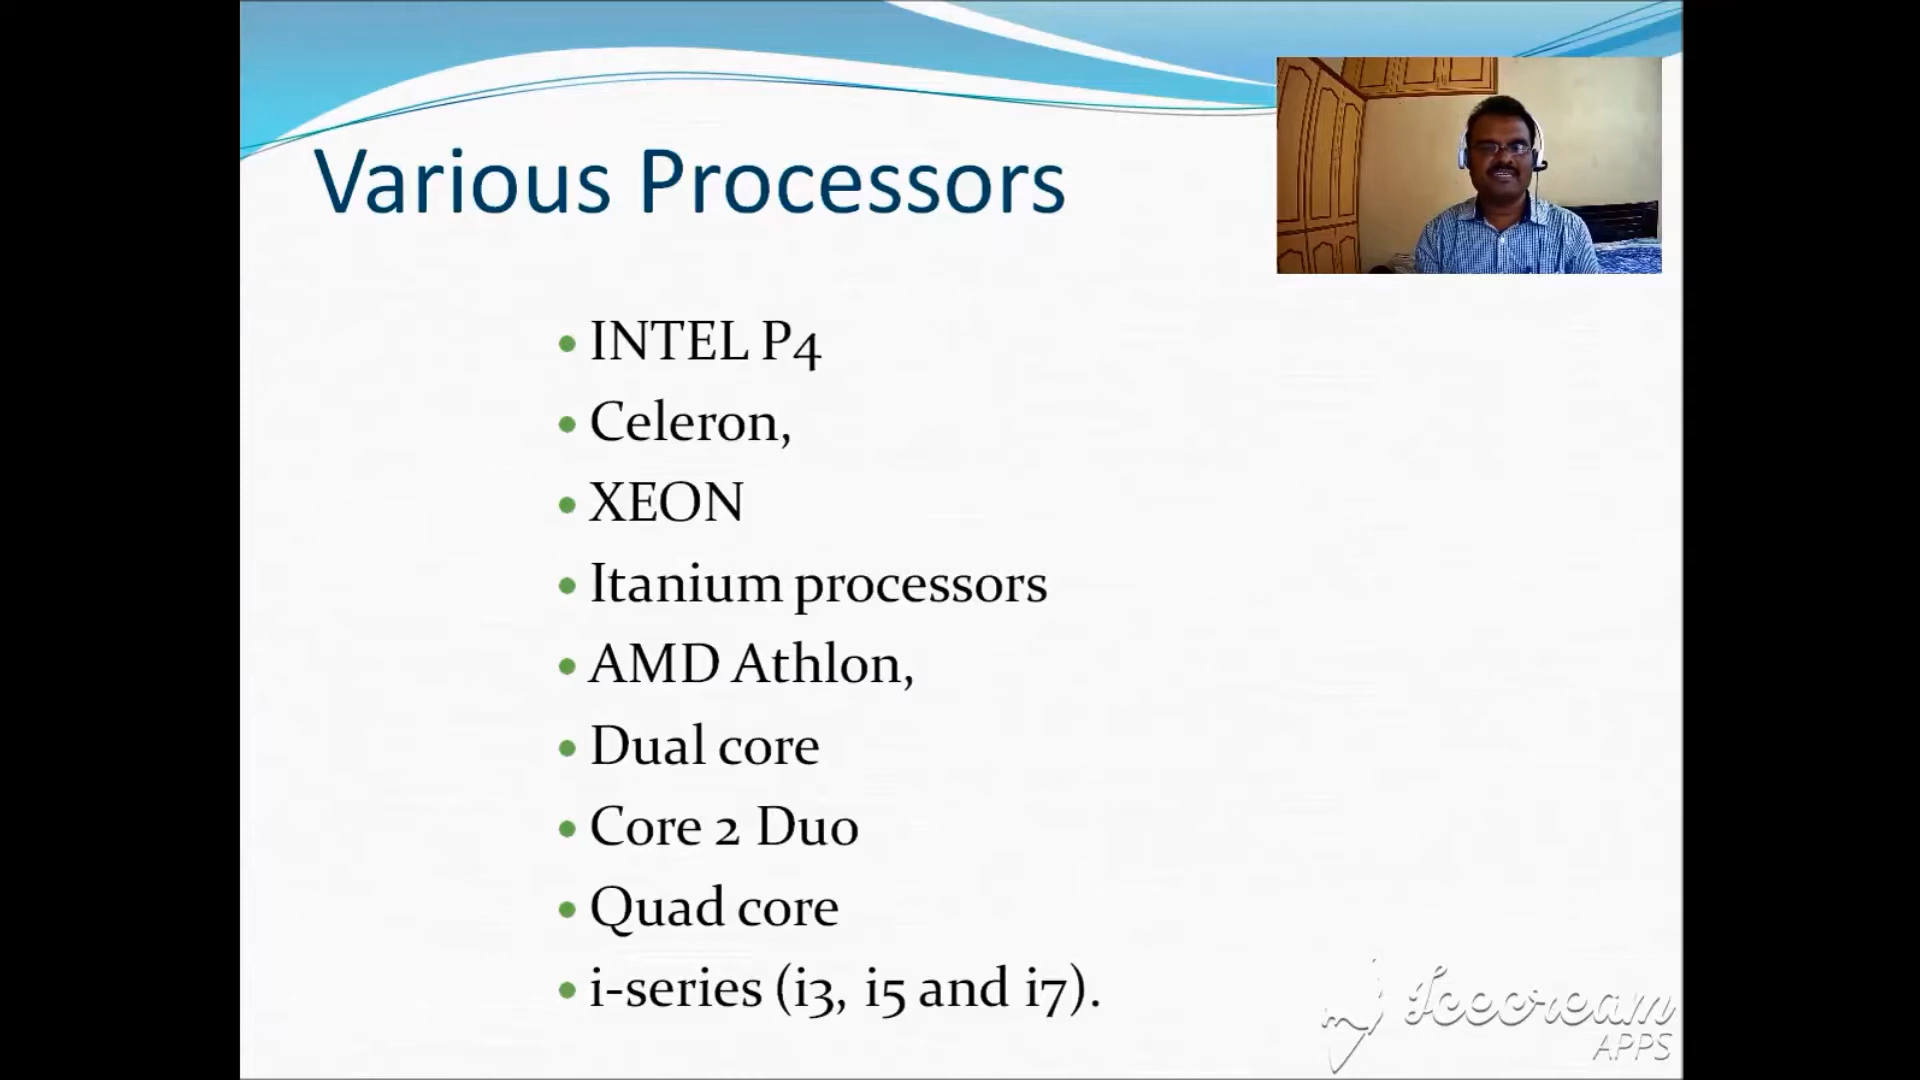 Various Processors
INTEL P4
Celeron,
XEON
Itanium processors
AMD Athlon,
Dual core
Core 2 Duo
Quad core
i-series (i3, i5 and i7).
Icecream
APPS